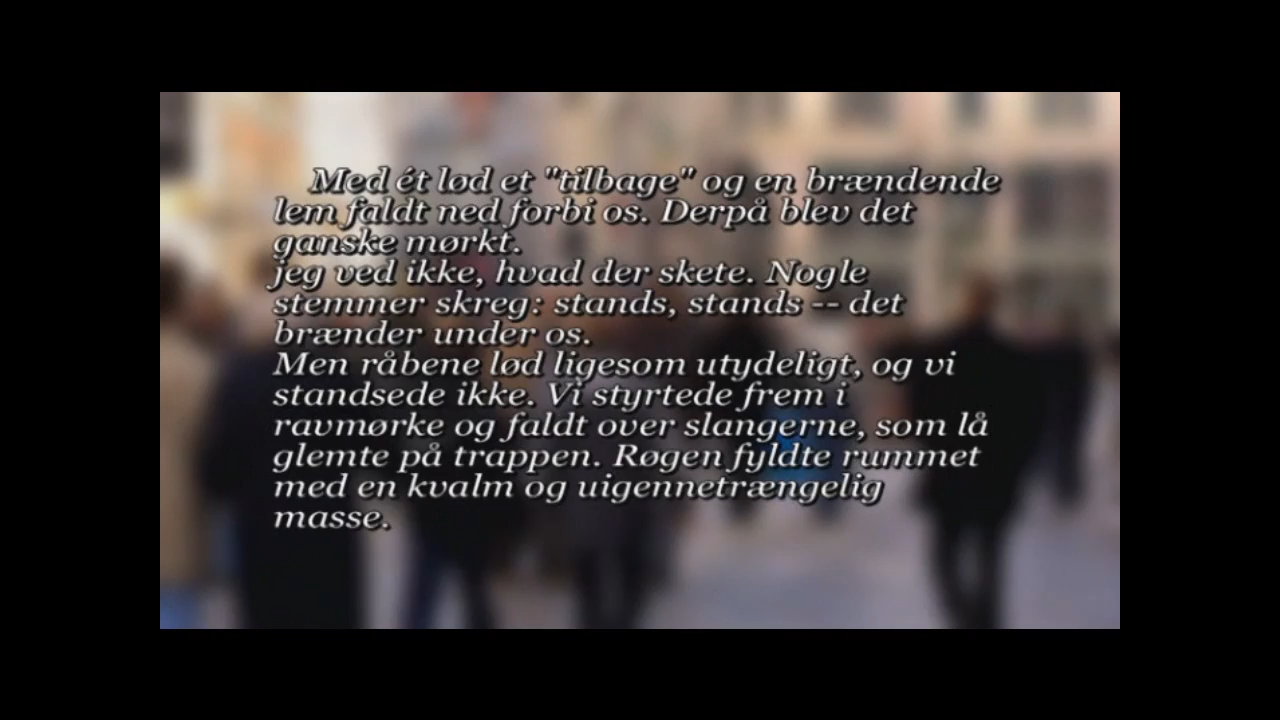 Med ét lød et "tilbage" og en brændende
lem faldt ned forbi os. Derpå blev det
ganske mørkt.
jeg ved ikke, hvad der skete. Nogle
stemmer skreg: stands, stands -- det
brænder under os.
Men råbene lød ligesom utydeligt, og vi
standsede ikke. Vi styrtede frem i
ravmørke og faldt over slangerne, som lå
glemte på trappen. Røgen fyldte rummet
med en kvalm og uigennetrængelig
masse.